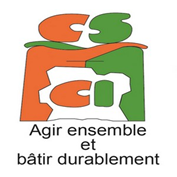 CS
CI
Agir ensemble
et
bâtir durablement